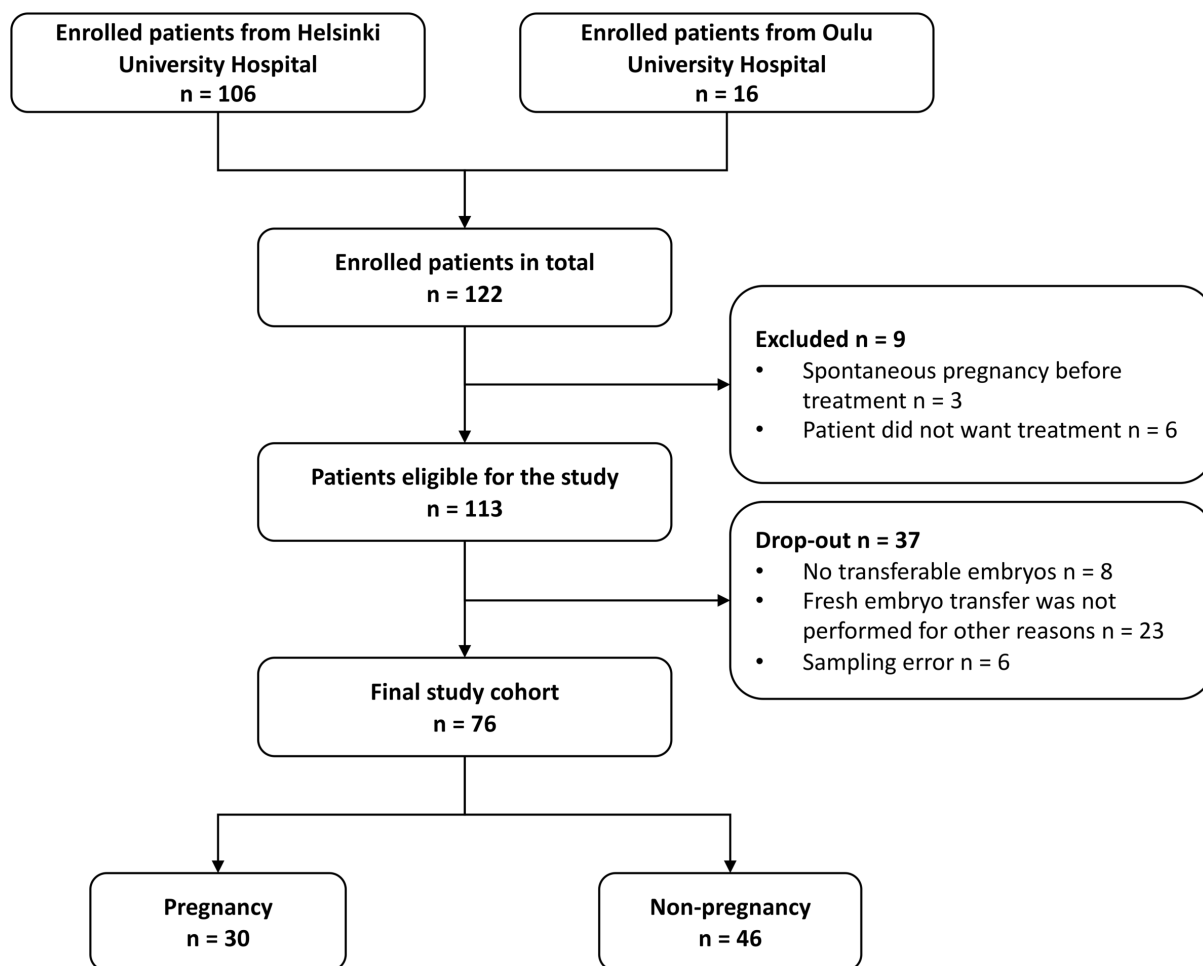 Enrolled patients from Helsinki
University Hospital
n = 106
Enrolled patients from Oulu
University Hospital
n = 16
Enrolled patients in total
n = 122
Excluded n = 9
• Spontaneous pregnancy before
treatment n = 3
• Patient did not want treatment n = 6
Patients eligible for the study
n = 113
Drop-out n = 37
• No transferable embryos n = 8
• Fresh embryo transfer was not
performed for other reasons n = 23
• Sampling error n = 6
Final study cohort
n = 76
Pregnancy
n = 30
Non-pregnancy
n = 46